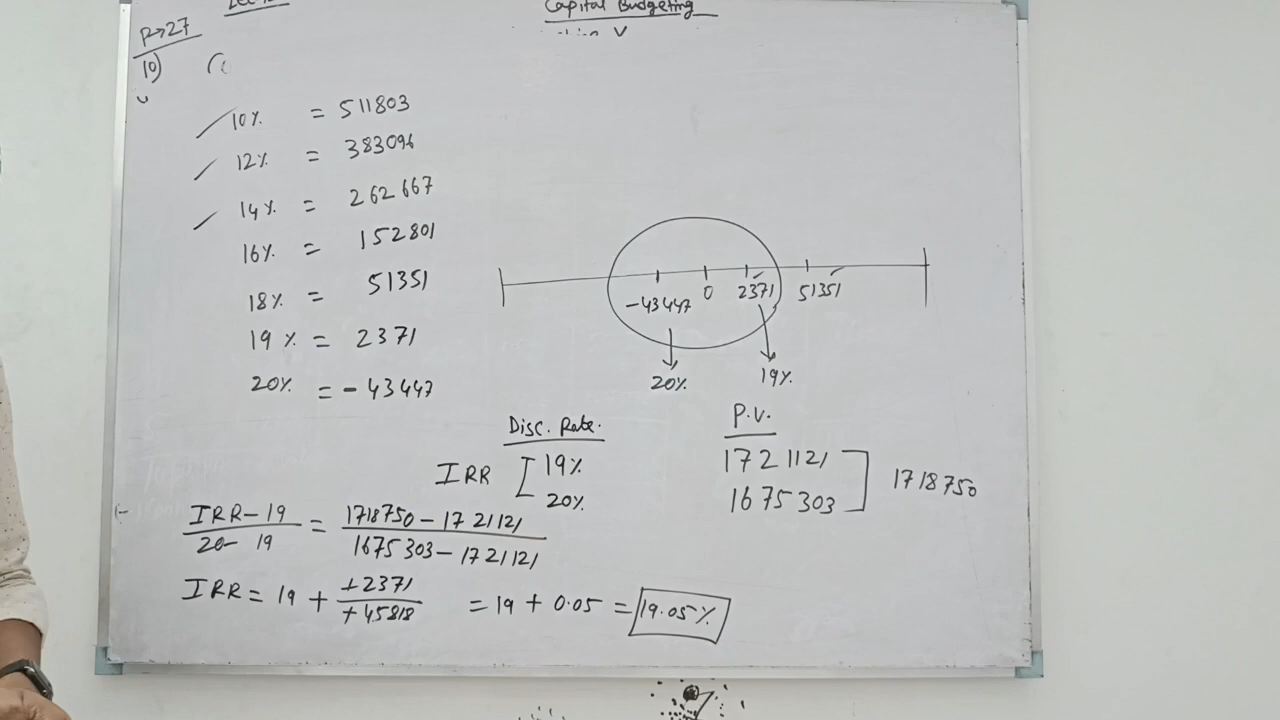 Capital Budgeting
P→27
10)
10% = 511803
12% = 383096
14% = 262667
16% = 152801
18% = 51351
19% = 2371
20% = -43447
-43447 0 2371 51351
20% 19%
Disc. Rate. P.V.
IRR [ 19% 1721121 ] 1718750
20% 1675303
IRR-19 / 20-19 = 1718750-1721121 / 1675303-1721121
IRR = 19 + +2371 / +45818 = 19 + 0.05 = 19.05%